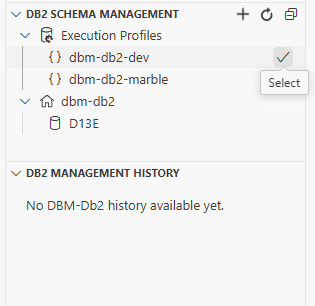 DB2 SCHEMA MANAGEMENT
Execution Profiles
{ } dbm-db2-dev
Select
{ } dbm-db2-marble
dbm-db2
D13E
DB2 MANAGEMENT HISTORY
No DBM-Db2 history available yet.